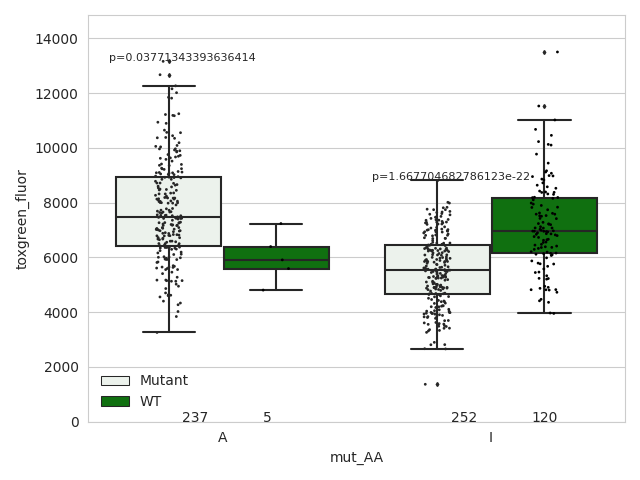 14000
p=0.03771343393636414
12000
10000
p=1.667704682786123e-22
8000
toxgreen_fluor
6000
4000
2000
Mutant
WT
0
237 5 252 120
A I
mut_AA